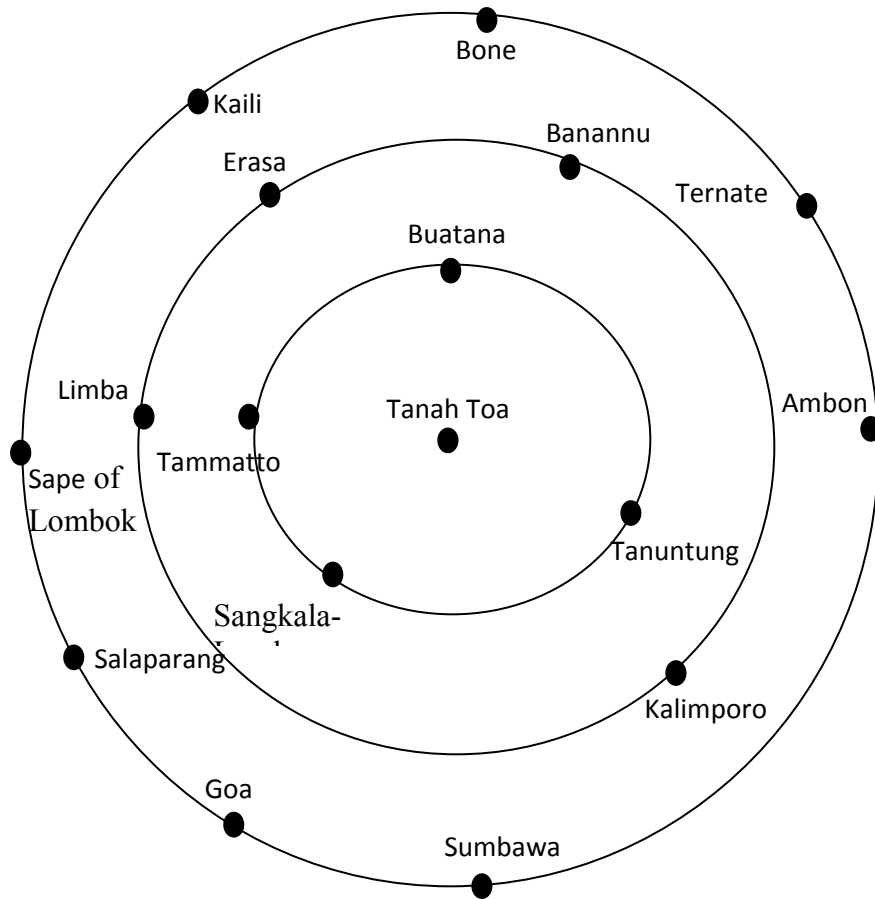 Bone
Kaili
Banannu
Erasa
Ternate
Buatana
Limba
Tanah Toa
Ambon
Tammatto
Sape of
Lombok
Tanuntung
Sangkala-
Salaparang
Kalimporo
Goa
Sumbawa